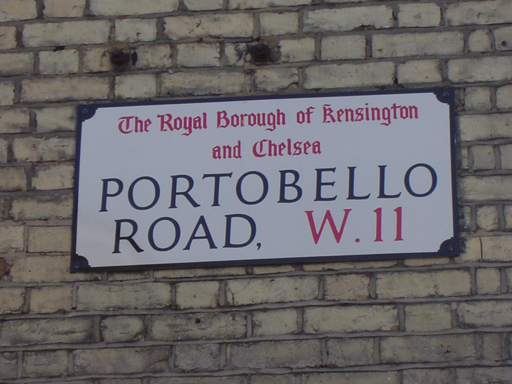 The Royal Borough of Kensington
and Chelsea
PORTOBELLO
ROAD, W.11